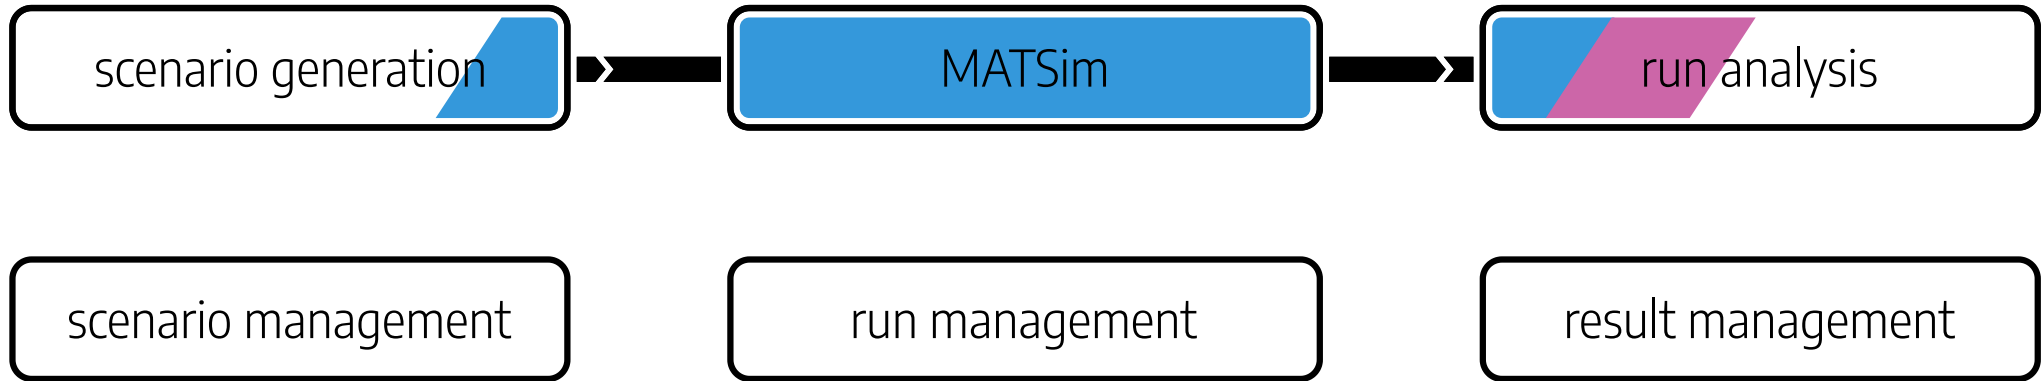 scenario generation
MATSim
run analysis
scenario management
run management
result management